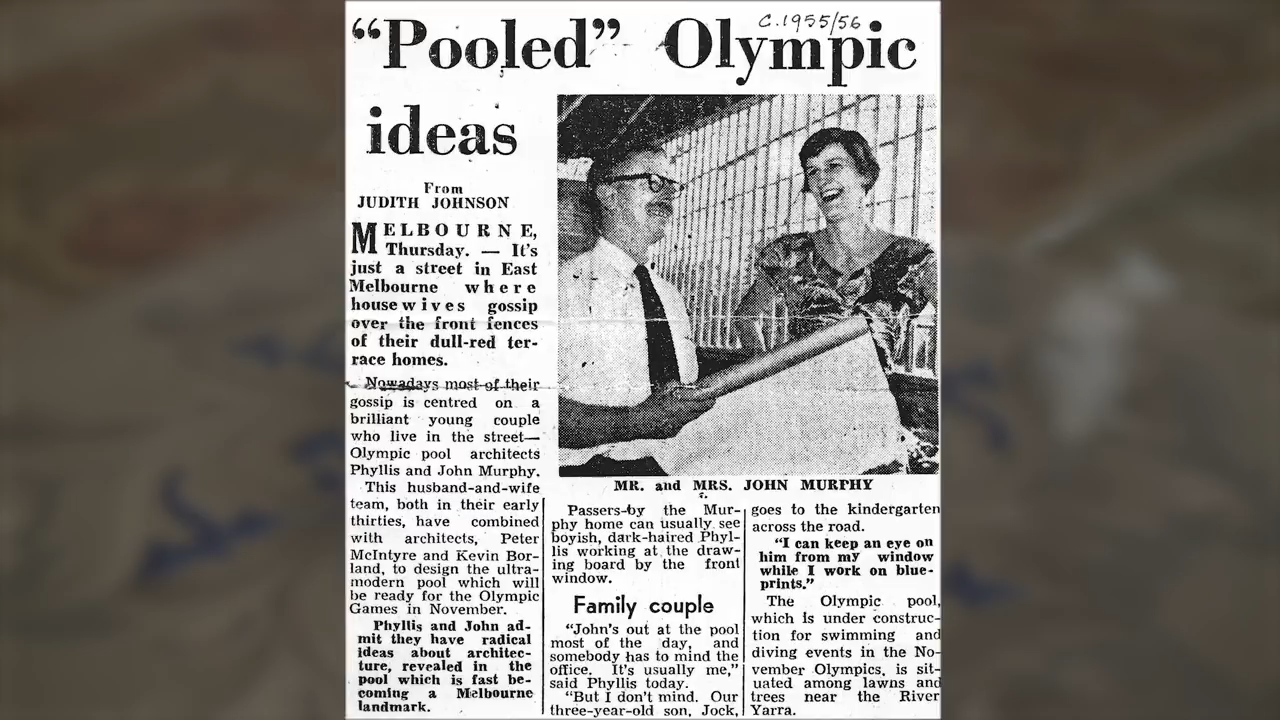 C.1955/56
“Pooled” Olympic
ideas
From
JUDITH JOHNSON
MELBOURNE,
Thursday. — It's
just a street in East
Melbourne where
housewives gossip
over the front fences
of their dull-red ter-
race homes.
Nowadays most of their
gossip is centred on a
brilliant young couple
who live in the street—
Olympic pool architects
Phyllis and John Murphy.
This husband-and-wife
team, both in their early
thirties, have combined
with architects, Peter
McIntyre and Kevin Bor-
land, to design the ultra-
modern pool which will
be ready for the Olympic
Games in November.
Phyllis and John ad-
mit they have radical
ideas about architec-
ture, revealed in the
pool which is fast be-
coming a Melbourne
landmark.
MR. and MRS. JOHN MURPHY
Passers-by the Mur-
phy home can usually see
boyish, dark-haired Phyl-
lis working at the draw-
ing board by the front
window.
Family couple
“John's out at the pool
most of the day, and
somebody has to mind the
office. It's usually me,”
said Phyllis today.
“But I don't mind. Our
three-year-old son, Jock,
goes to the kindergarten
across the road.
“I can keep an eye on
him from my window
while I work on blue-
prints.”
The Olympic pool,
which is under construc-
tion for swimming and
diving events in the No-
vember Olympics, is sit-
uated among lawns and
trees near the River
Yarra.